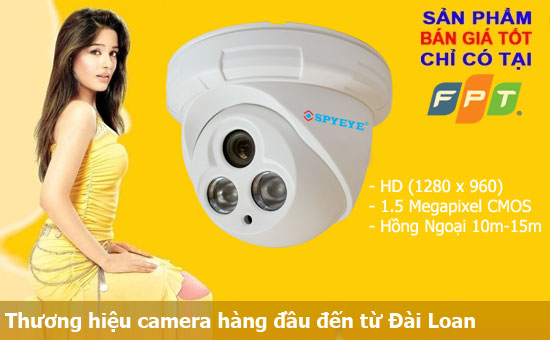 SẢN PHẨM
BÁN GIÁ TỐT
CHỈ CÓ TẠI
FPT®
SPYEYE®
- HD (1280 x 960)
- 1.5 Megapixel CMOS
- Hồng Ngoại 10m-15m
Thương hiệu camera hàng đầu đến từ Đài Loan